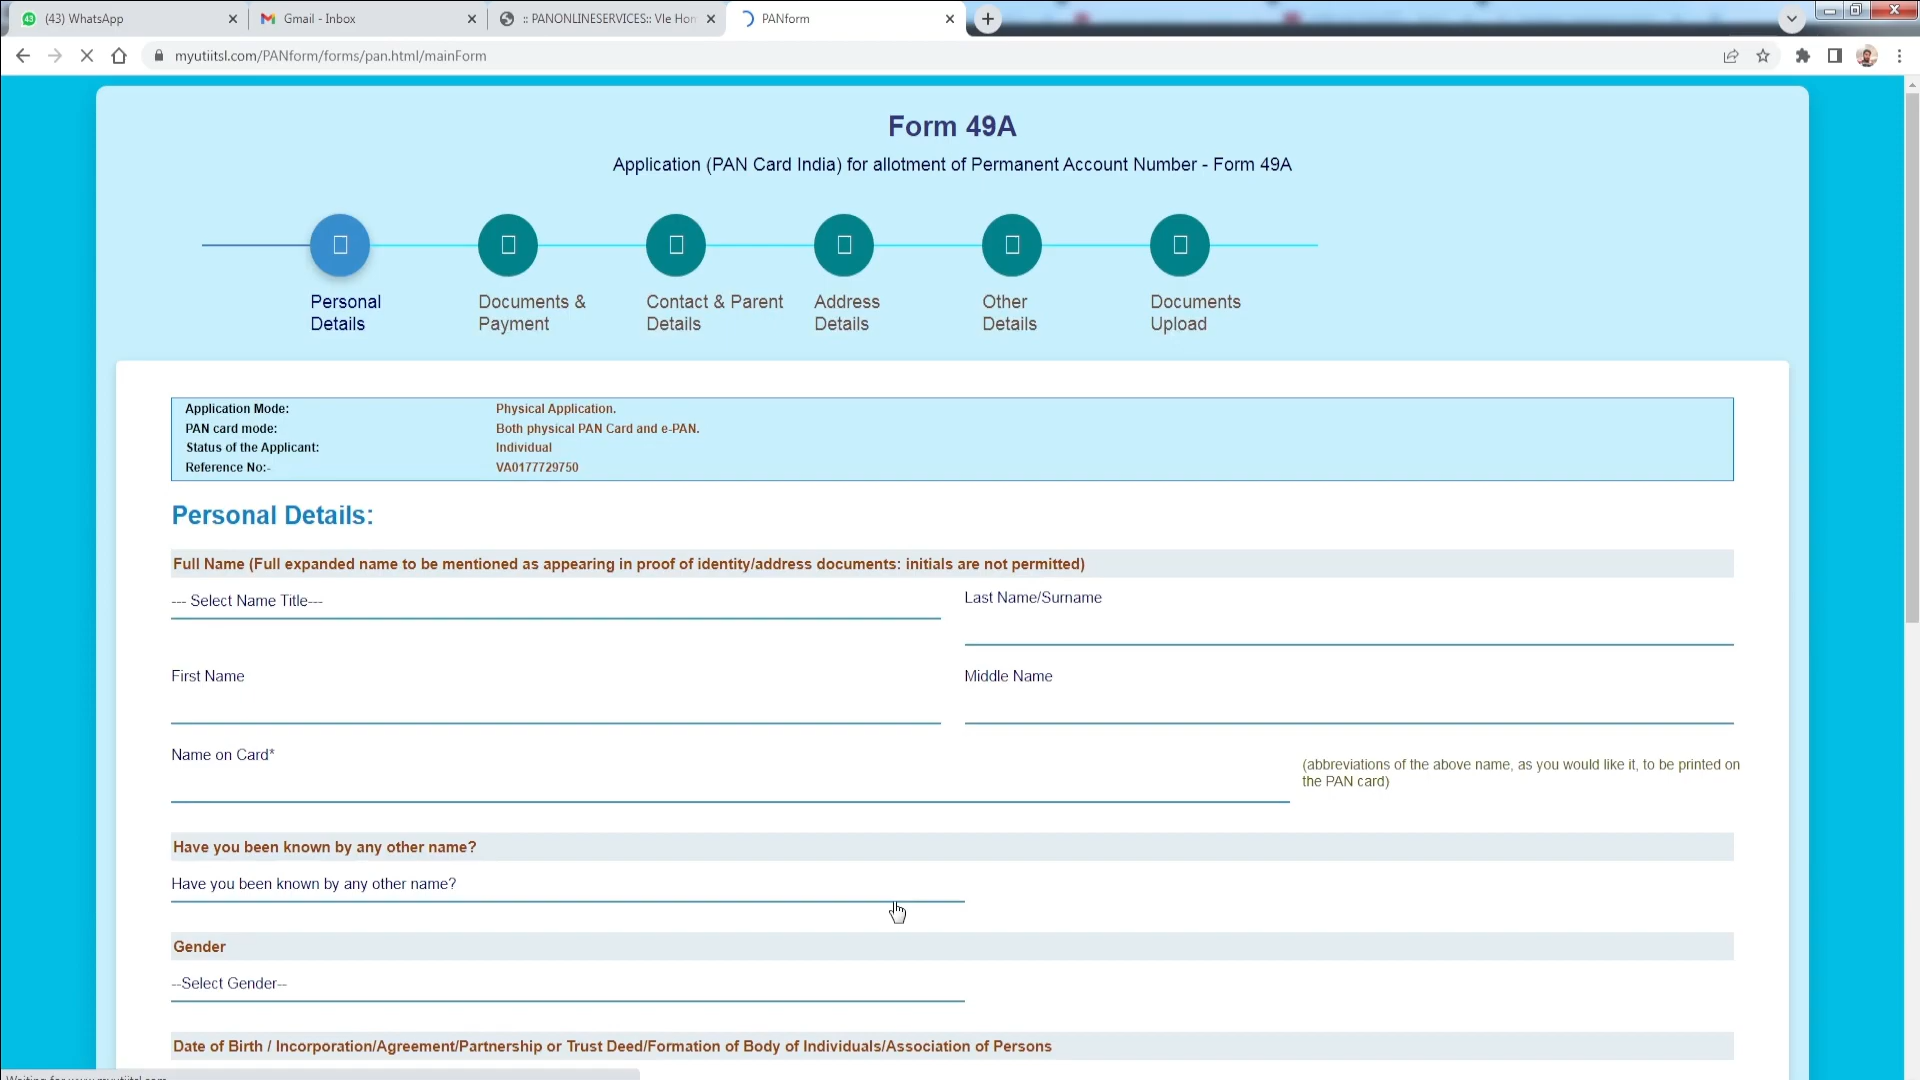 (43) WhatsApp
Gmail - Inbox
:: PANONLINESERVICES:: Vle Hom
PANform
myutiitsl.com/PANform/forms/pan.html/mainForm
Form 49A
Application (PAN Card India) for allotment of Permanent Account Number - Form 49A
Personal Details
Documents & Payment
Contact & Parent Details
Address Details
Other Details
Documents Upload
Application Mode: Physical Application.
PAN card mode: Both physical PAN Card and e-PAN.
Status of the Applicant: Individual
Reference No:- VA0177729750
Personal Details:
Full Name (Full expanded name to be mentioned as appearing in proof of identity/address documents: initials are not permitted)
--- Select Name Title---
Last Name/Surname
First Name
Middle Name
Name on Card*
(abbreviations of the above name, as you would like it, to be printed on
the PAN card)
Have you been known by any other name?
Have you been known by any other name?
Gender
--Select Gender--
Date of Birth / Incorporation/Agreement/Partnership or Trust Deed/Formation of Body of Individuals/Association of Persons